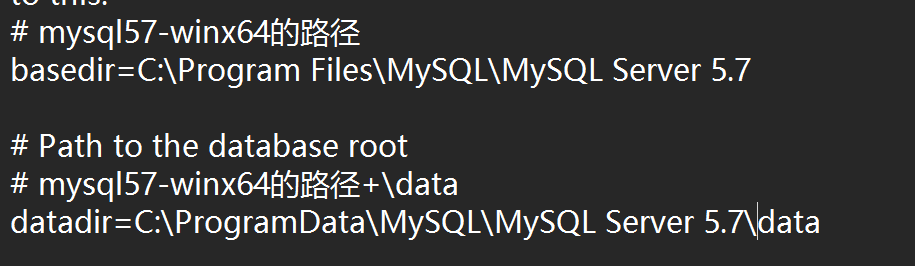 to this.
# mysql57-winx64的路径
basedir=C:\Program Files\MySQL\MySQL Server 5.7
# Path to the database root
# mysql57-winx64的路径+\data
datadir=C:\ProgramData\MySQL\MySQL Server 5.7\data